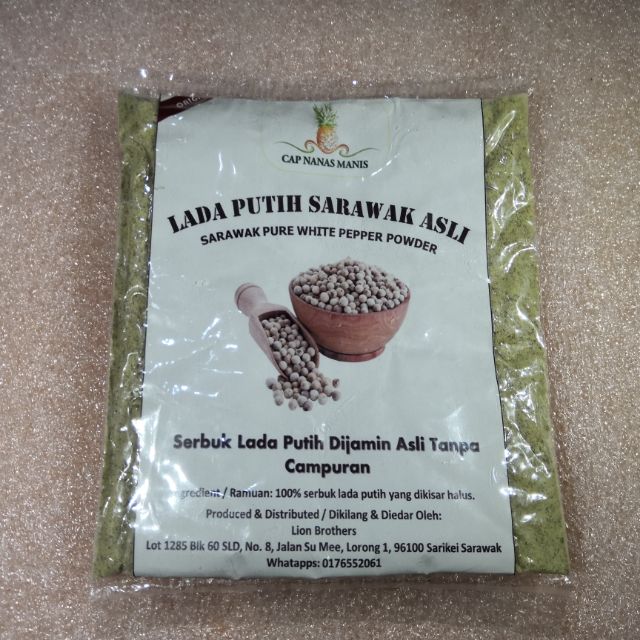 CAP NANAS MANIS
LADA PUTIH SARAWAK ASLI
SARAWAK PURE WHITE PEPPER POWDER
Serbuk Lada Putih Dijamin Asli Tanpa
Campuran
gredient / Ramuan: 100% serbuk lada putih yang dikisar halus.
Produced & Distributed / Dikilang & Diedar Oleh:
Lion Brothers
Lot 1285 Blk 60 SLD, No. 8, Jalan Su Mee, Lorong 1, 96100 Sarikei Sarawak
Whatapps: 0176552061